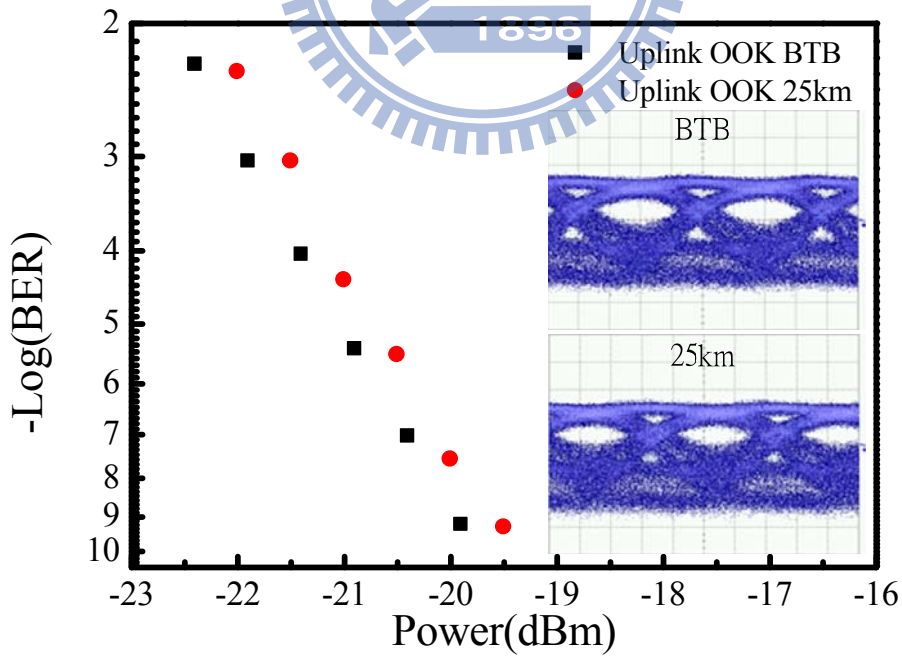 1896
Uplink OOK BTB
Uplink OOK 25km
BTB
25km
-Log(BER)
2
3
4
5
6
7
8
9
10
-23 -22 -21 -20 -19 -18 -17 -16
Power(dBm)